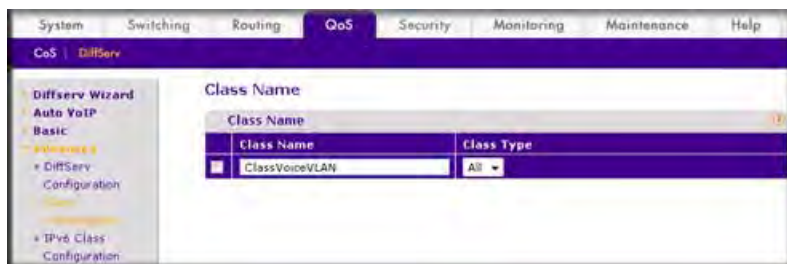 System Switching Routing QoS Security Monitoring Maintenance Help
CoS | DiffServ
Diffserv Wizard
Auto VoIP
Basic
Advanced
» DiffServ
Configuration
» IPv6 Class
Configuration
Class Name
Class Name
Class Name Class Type
ClassVoiceVLAN All